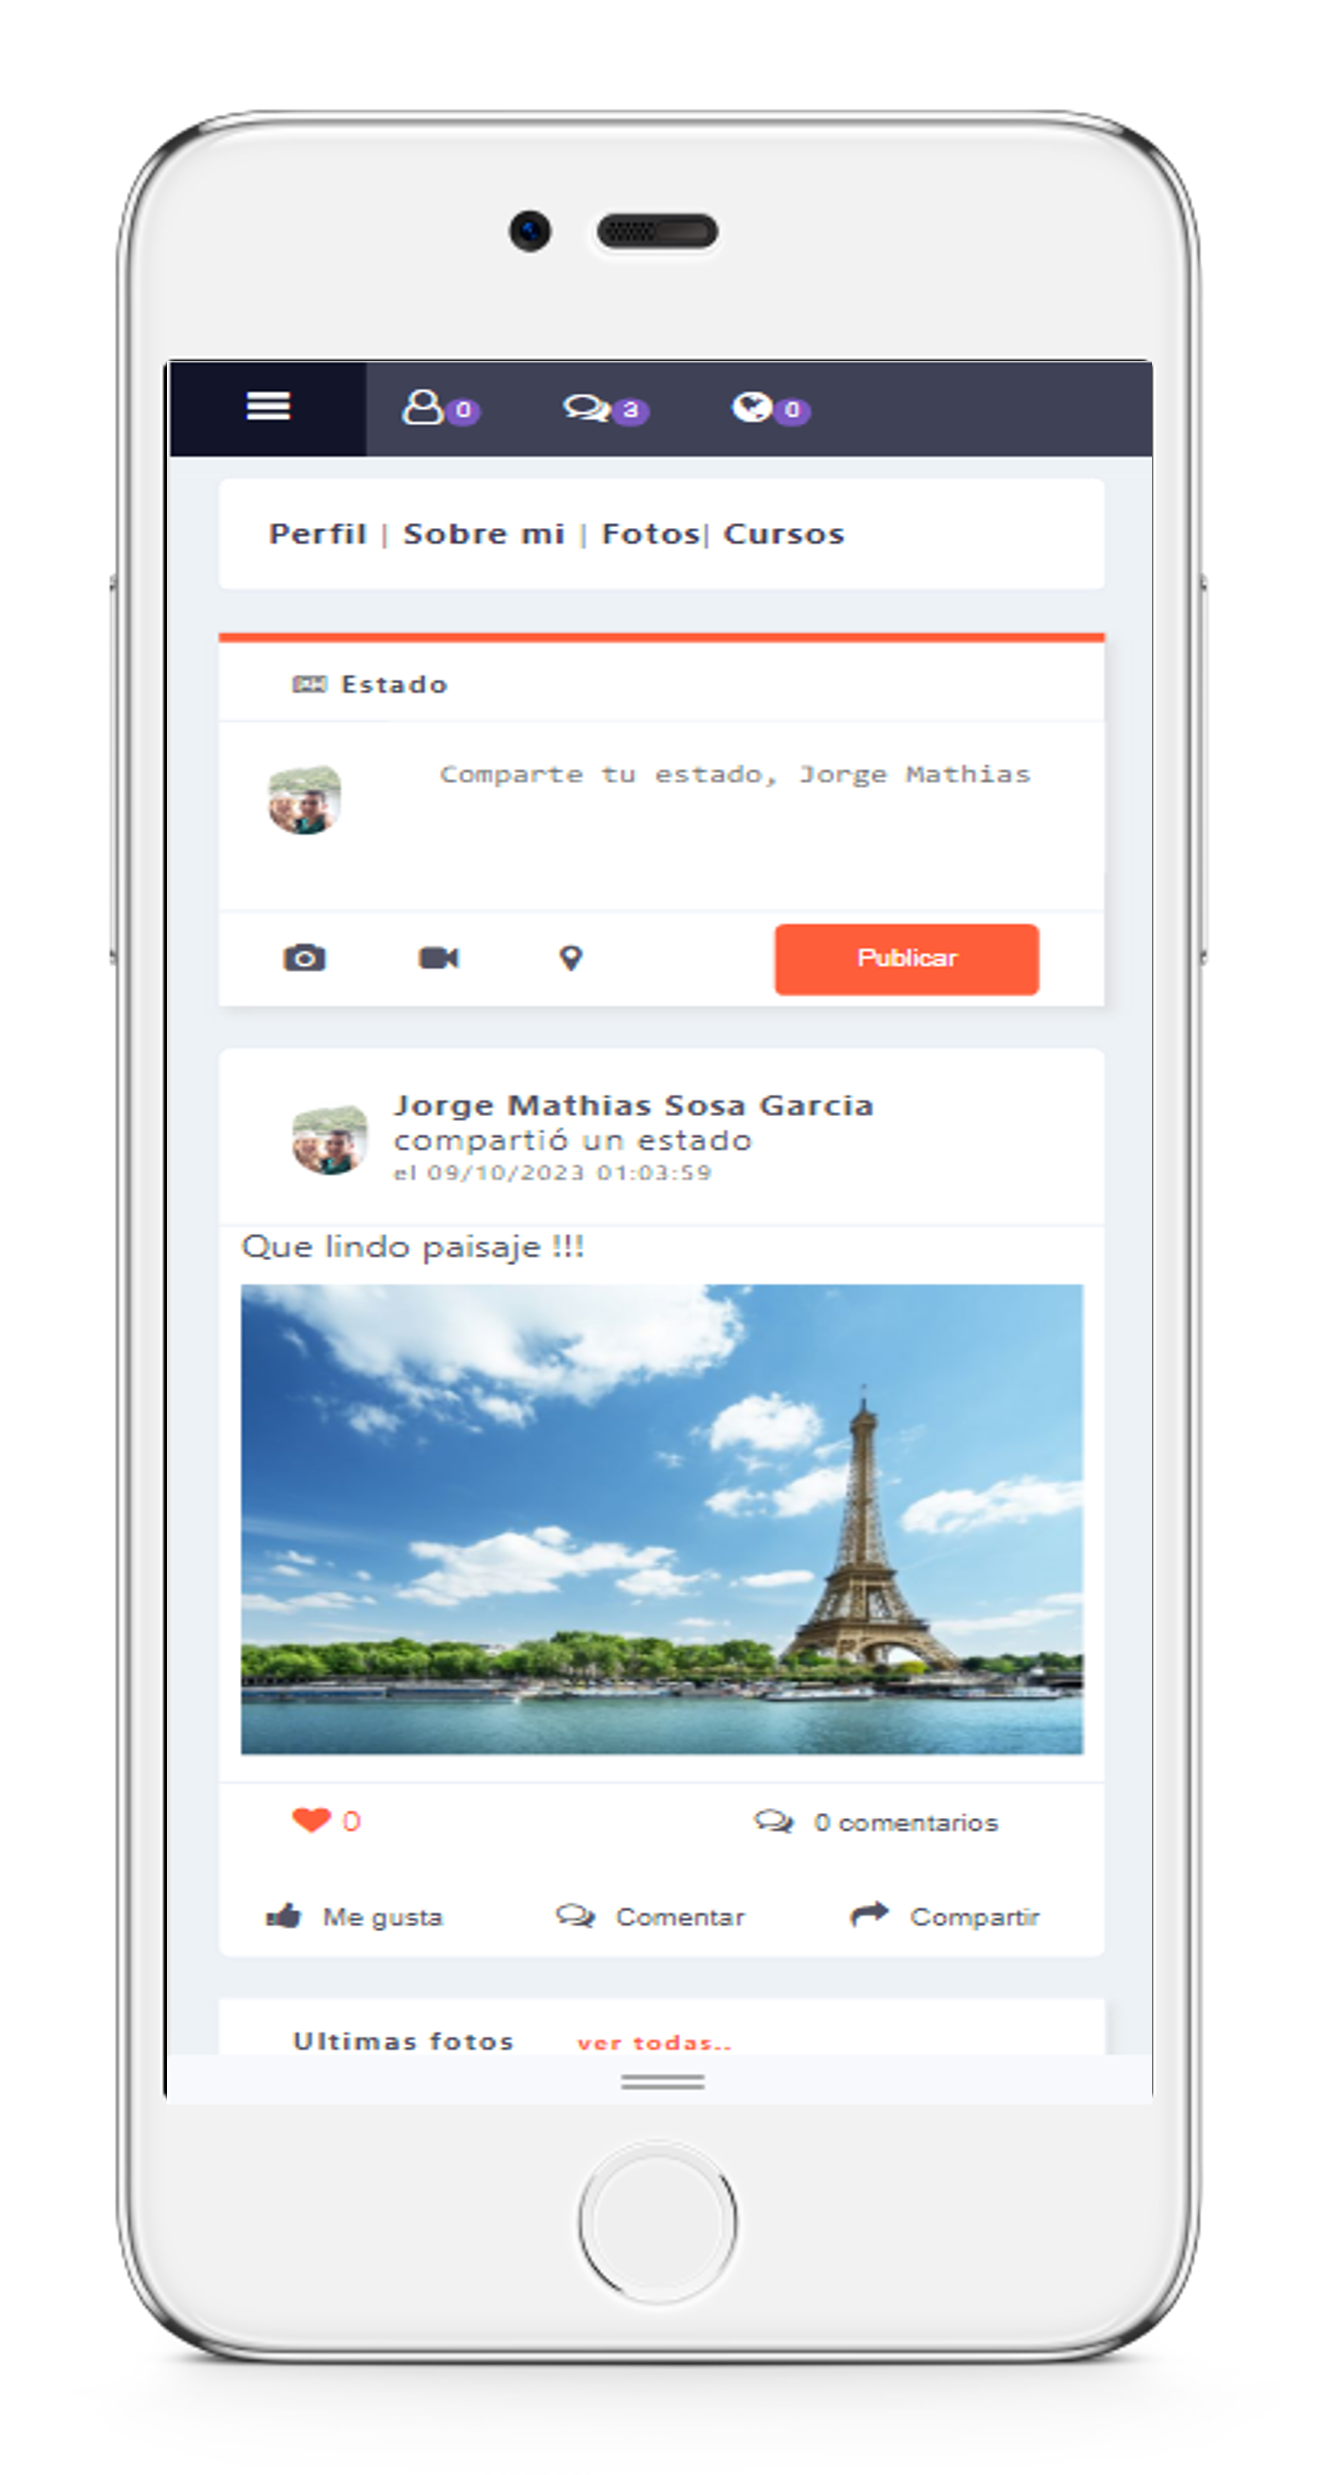 0 3 0
Perfil | Sobre mi | Fotos| Cursos
Estado
Comparte tu estado, Jorge Mathias
Publicar
Jorge Mathias Sosa Garcia
compartió un estado
el 09/10/2023 01:03:59
Que lindo paisaje !!!
0 0 comentarios
Me gusta Comentar Compartir
Ultimas fotos ver todas..